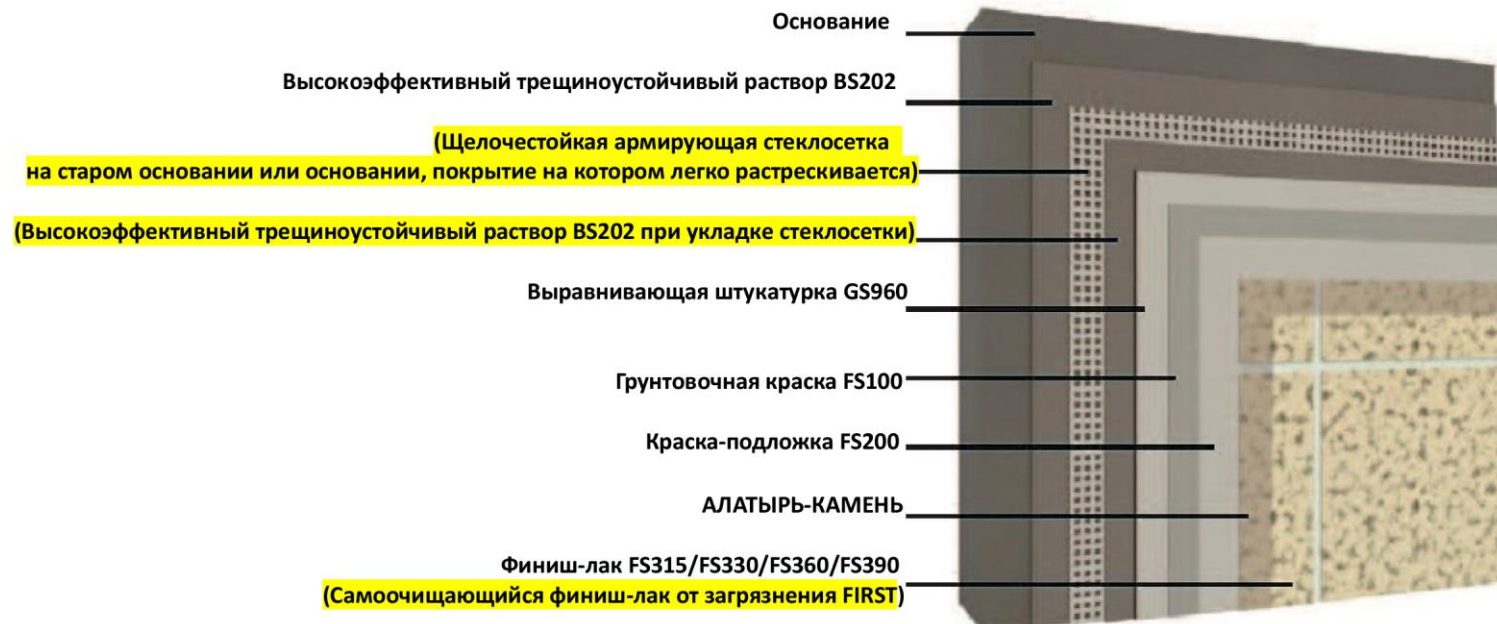 Основание
Высокоэффективный трещиноустойчивый раствор BS202
(Щелочестойкая армирующая стеклосетка
на старом основании или основании, покрытие на котором легко растрескивается)
(Высокоэффективный трещиноустойчивый раствор BS202 при укладке стеклосетки)
Выравнивающая штукатурка GS960
Грунтовочная краска FS100
Краска-подложка FS200
АЛАТЫРЬ-КАМЕНЬ
Финиш-лак FS315/FS330/FS360/FS390
(Самоочищающийся финиш-лак от загрязнения FIRST)